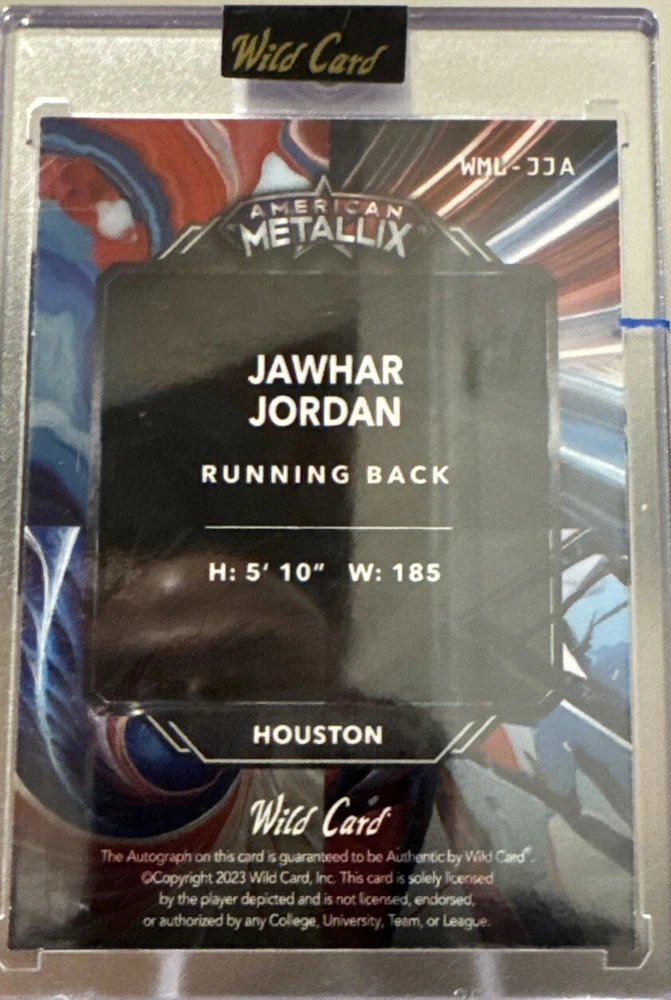 Wild Card
WML-JJA
AMERICAN
METALLIX
JAWHAR
JORDAN
RUNNING BACK
H: 5' 10" W: 185
HOUSTON
Wild Card
The Autograph on this card is guaranteed to be Authentic by Wild Card.
©Copyright 2023 Wild Card, Inc. This card is solely licensed
by the player depicted and is not licensed, endorsed,
or authorized by any College, University, Team, or League.